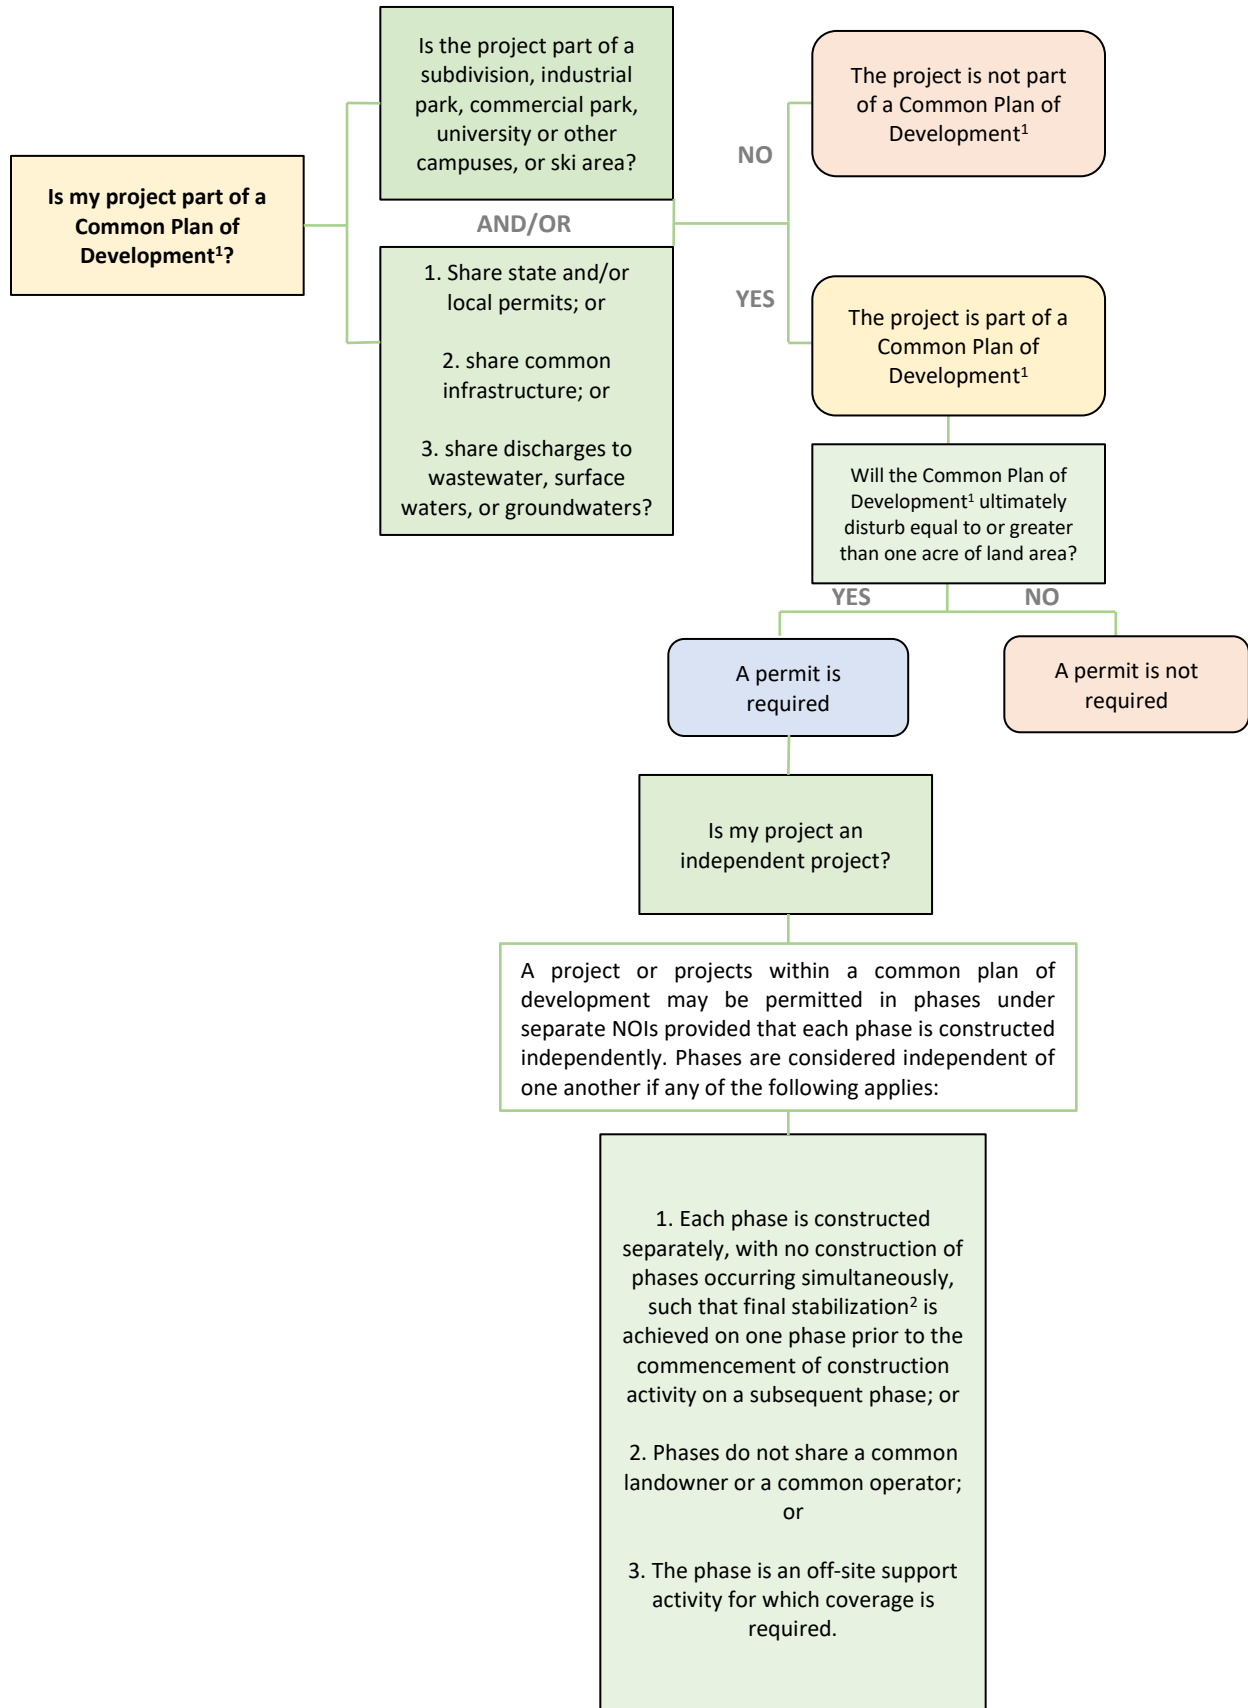 Is my project part of a
Common Plan of
Development¹?
Is the project part of a
subdivision, industrial
park, commercial park,
university or other
campuses, or ski area?
AND/OR
1. Share state and/or
local permits; or
2. share common
infrastructure; or
3. share discharges to
wastewater, surface
waters, or groundwaters?
NO
The project is not part
of a Common Plan of
Development¹
YES
The project is part of a
Common Plan of
Development¹
Will the Common Plan of
Development¹ ultimately
disturb equal to or greater
than one acre of land area?
YES
NO
A permit is
required
A permit is not
required
Is my project an
independent project?
A project or projects within a common plan of
development may be permitted in phases under
separate NOIs provided that each phase is constructed
independently. Phases are considered independent of
one another if any of the following applies:
1. Each phase is constructed
separately, with no construction of
phases occurring simultaneously,
such that final stabilization² is
achieved on one phase prior to the
commencement of construction
activity on a subsequent phase; or
2. Phases do not share a common
landowner or a common operator;
or
3. The phase is an off-site support
activity for which coverage is
required.